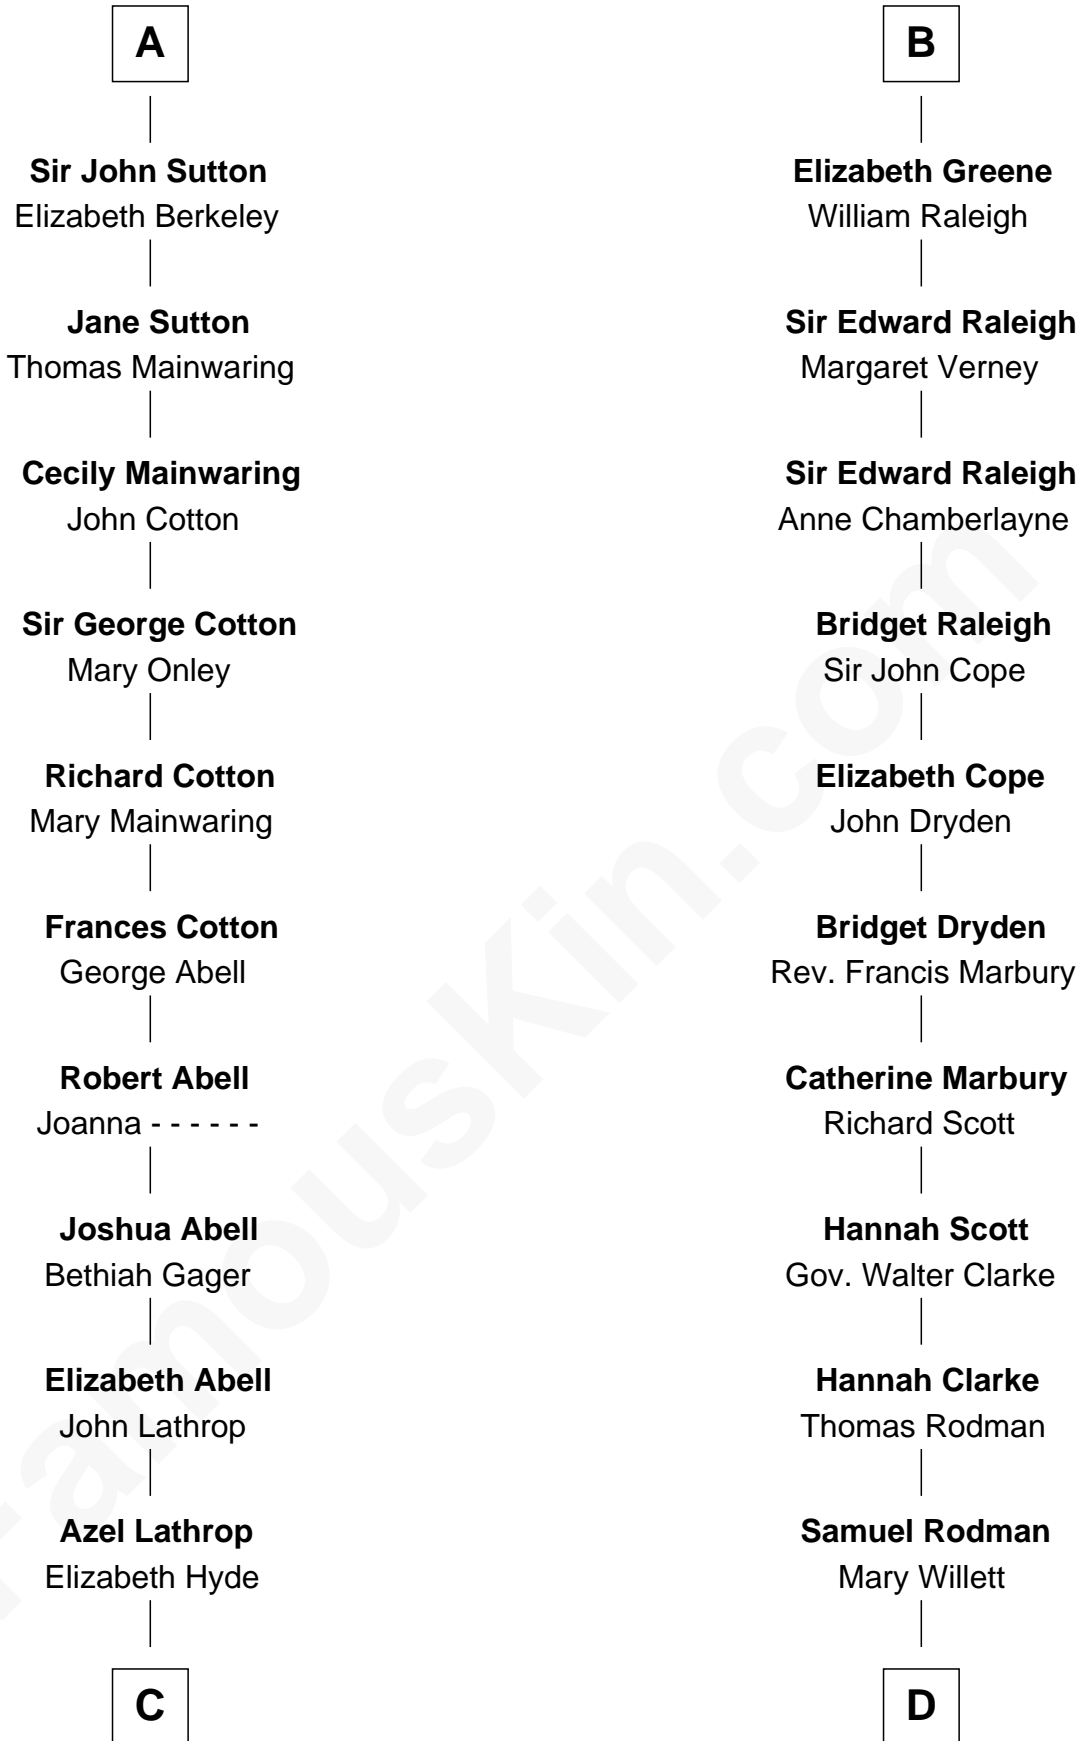 A
Sir John Sutton
Elizabeth Berkeley
Jane Sutton
Thomas Mainwaring
Cecily Mainwaring
John Cotton
Sir George Cotton
Mary Onley
Richard Cotton
Mary Mainwaring
Frances Cotton
George Abell
Robert Abell
Joanna - - - - - -
Joshua Abell
Bethiah Gager
Elizabeth Abell
John Lathrop
Azel Lathrop
Elizabeth Hyde
C
B
Elizabeth Greene
William Raleigh
Sir Edward Raleigh
Margaret Verney
Sir Edward Raleigh
Anne Chamberlayne
Bridget Raleigh
Sir John Cope
Elizabeth Cope
John Dryden
Bridget Dryden
Rev. Francis Marbury
Catherine Marbury
Richard Scott
Hannah Scott
Gov. Walter Clarke
Hannah Clarke
Thomas Rodman
Samuel Rodman
Mary Willett
D
FamousKin.com